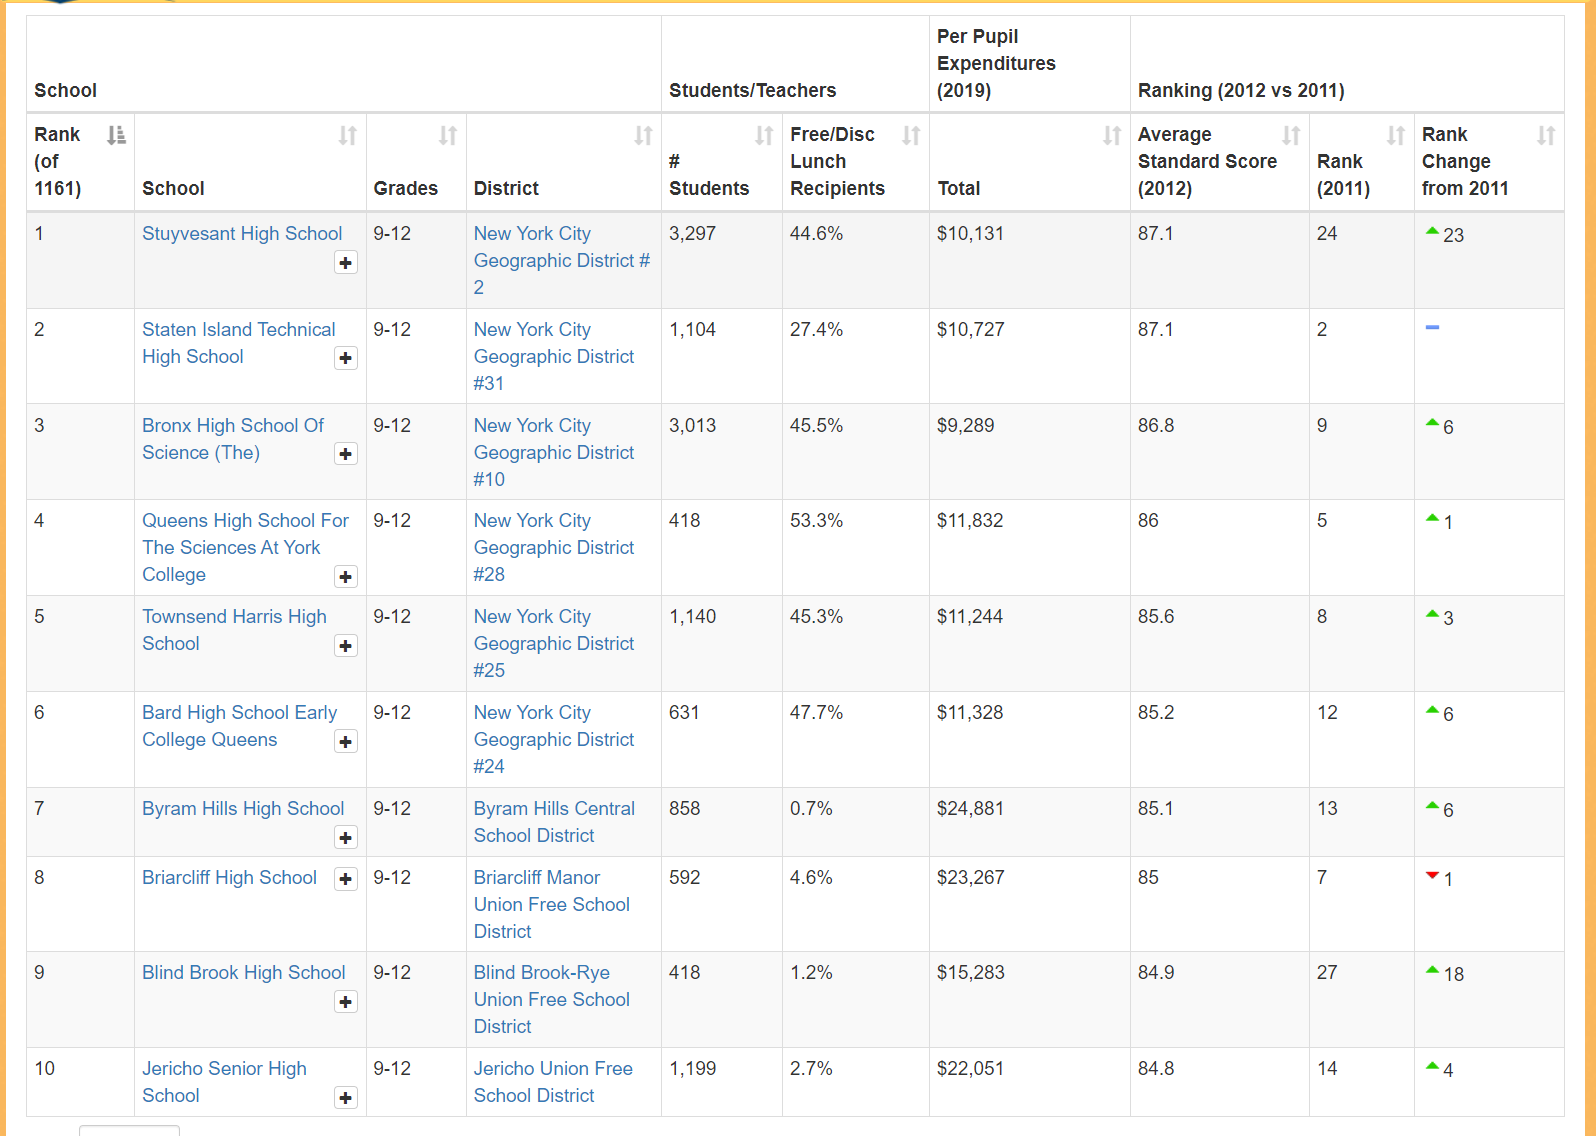 School
Students/Teachers
Per Pupil
Expenditures
(2019)
Ranking (2012 vs 2011)
Rank
(of
1161)
School
Grades
District
#
Students
Free/Disc
Lunch
Recipients
Total
Average
Standard Score
(2012)
Rank
(2011)
Rank
Change
from 2011
1
Stuyvesant High School
9-12
New York City
Geographic District #
2
3,297
44.6%
$10,131
87.1
24
23
2
Staten Island Technical
High School
9-12
New York City
Geographic District
#31
1,104
27.4%
$10,727
87.1
2
3
Bronx High School Of
Science (The)
9-12
New York City
Geographic District
#10
3,013
45.5%
$9,289
86.8
9
6
4
Queens High School For
The Sciences At York
College
9-12
New York City
Geographic District
#28
418
53.3%
$11,832
86
5
1
5
Townsend Harris High
School
9-12
New York City
Geographic District
#25
1,140
45.3%
$11,244
85.6
8
3
6
Bard High School Early
College Queens
9-12
New York City
Geographic District
#24
631
47.7%
$11,328
85.2
12
6
7
Byram Hills High School
9-12
Byram Hills Central
School District
858
0.7%
$24,881
85.1
13
6
8
Briarcliff High School
9-12
Briarcliff Manor
Union Free School
District
592
4.6%
$23,267
85
7
1
9
Blind Brook High School
9-12
Blind Brook-Rye
Union Free School
District
418
1.2%
$15,283
84.9
27
18
10
Jericho Senior High
School
9-12
Jericho Union Free
School District
1,199
2.7%
$22,051
84.8
14
4